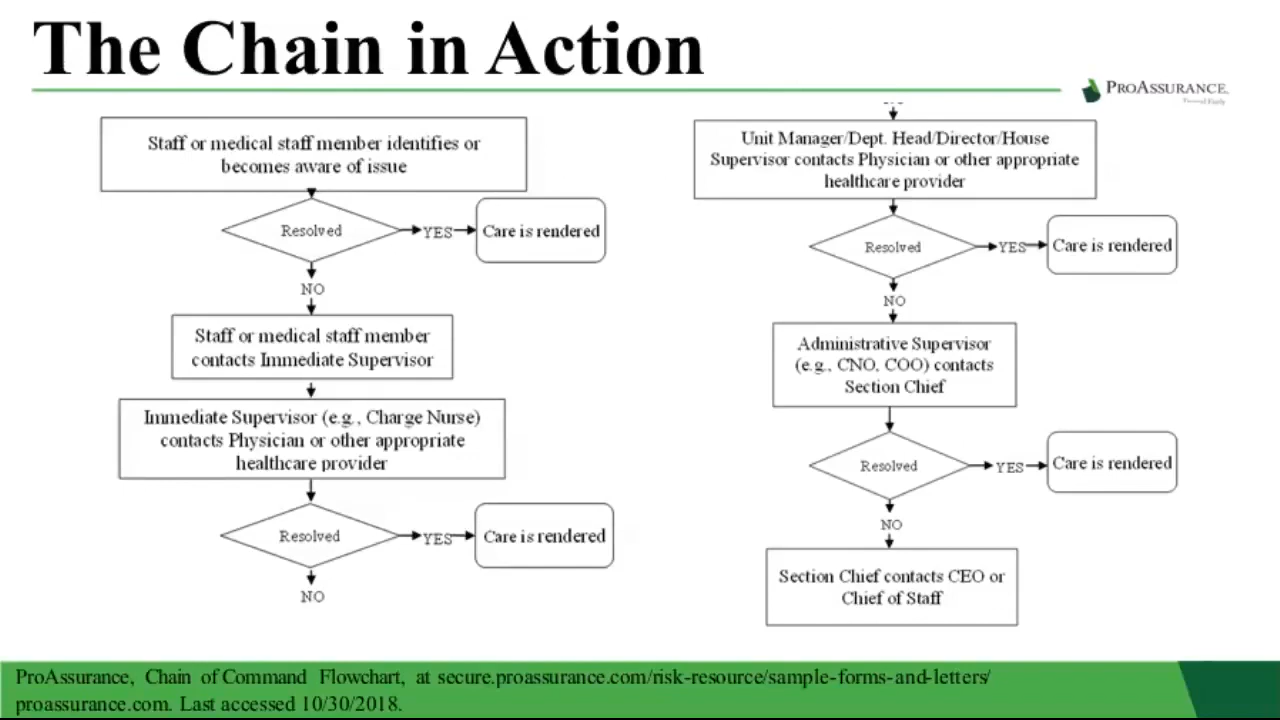 The Chain in Action
PROASSURANCE.
Staff or medical staff member identifies or
becomes aware of issue
Resolved
YES
Care is rendered
NO
Staff or medical staff member
contacts Immediate Supervisor
Immediate Supervisor (e.g., Charge Nurse)
contacts Physician or other appropriate
healthcare provider
Resolved
YES
Care is rendered
NO
Unit Manager/Dept. Head/Director/House
Supervisor contacts Physician or other appropriate
healthcare provider
Resolved
YES
Care is rendered
NO
Administrative Supervisor
(e.g., CNO, COO) contacts
Section Chief
Resolved
YES
Care is rendered
NO
Section Chief contacts CEO or
Chief of Staff
ProAssurance, Chain of Command Flowchart, at secure.proassurance.com/risk-resource/sample-forms-and-letters/
proassurance.com. Last accessed 10/30/2018.